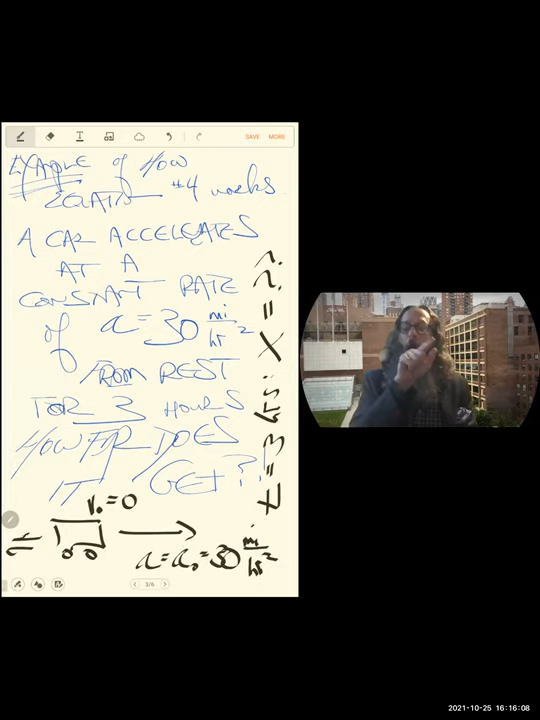 SAVE MORE
EXAMPLE of HOW
EQUATION #4 works
A CAR ACCELERATES
AT A
CONSTANT RATE
of a = 30 mi/hr²
FROM REST
FOR 3 HOURS
HOW FAR DOES
IT GET?
V₀ = 0
a = a₀ = 30 mi/hr²
t = 3 hrs: X = ??
3/6
2021-10-25 16:16:08